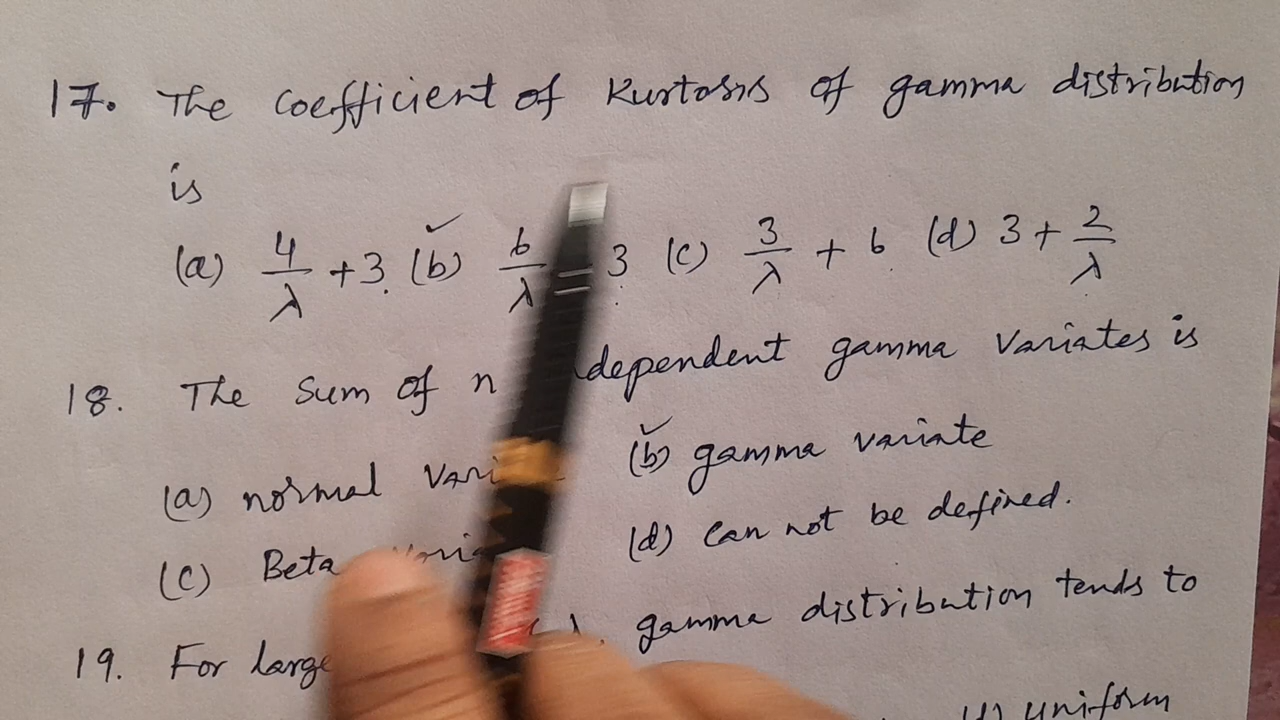 17. The Coefficient of Kurtosis of gamma distribution
is
(a) 4/λ + 3 (b) 6/λ 3 (c) 3/λ + 6 (d) 3 + 2/λ
18. The Sum of n dependent gamma Variates is
(a) normal Vari (b) gamma variate
(c) Beta (d) Can not be defined.
19. For large λ, gamma distribution tends to
uniform